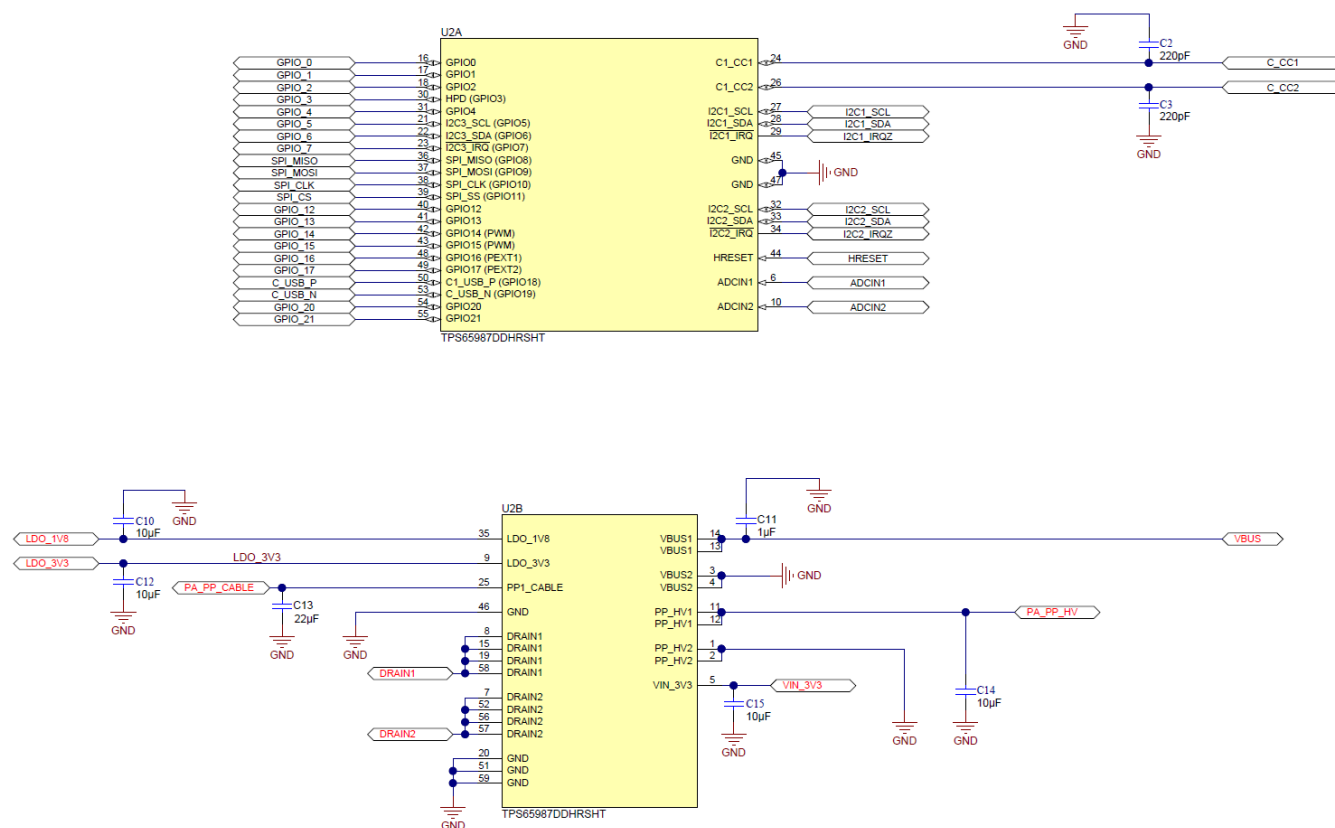 U2A
GPIO_0 16 GPIO0
GPIO_1 17 GPIO1
GPIO_2 18 GPIO2
GPIO_3 30 HPD (GPIO3)
GPIO_4 31 GPIO4
GPIO_5 21 I2C3_SCL (GPIO5)
GPIO_6 22 I2C3_SDA (GPIO6)
GPIO_7 23 I2C3_IRQ (GPIO7)
SPI_MISO 36 SPI_MISO (GPIO8)
SPI_MOSI 37 SPI_MOSI (GPIO9)
SPI_CLK 38 SPI_CLK (GPIO10)
SPI_CS 39 SPI_SS (GPIO11)
GPIO_12 40 GPIO12
GPIO_13 41 GPIO13
GPIO_14 42 GPIO14 (PWM)
GPIO_15 43 GPIO15 (PWM)
GPIO_16 48 GPIO16 (PEXT1)
GPIO_17 49 GPIO17 (PEXT2)
C_USB_P 50 C1_USB_P (GPIO18)
C_USB_N 53 C_USB_N (GPIO19)
GPIO_20 54 GPIO20
GPIO_21 55 GPIO21
TPS65987DDHRSHT
GND
C2
220pF
C1_CC1 24 C_CC1
C1_CC2 26 C_CC2
C3
220pF
GND
I2C1_SCL 27 I2C1_SCL
I2C1_SDA 28 I2C1_SDA
I2C1_IRQ 29 I2C1_IRQZ
GND 45
GND
GND 47
I2C2_SCL 32 I2C2_SCL
I2C2_SDA 33 I2C2_SDA
I2C2_IRQ 34 I2C2_IRQZ
HRESET 44 HRESET
ADCIN1 6 ADCIN1
ADCIN2 10 ADCIN2
U2B
GND
C10
10µF
LDO_1V8 35 LDO_1V8
LDO_3V3 LDO_3V3 9 LDO_3V3
C12
10µF
GND
PA_PP_CABLE 25 PP1_CABLE
C13
22µF
GND
46 GND
GND
8 DRAIN1
15 DRAIN1
19 DRAIN1
DRAIN1 58 DRAIN1
7 DRAIN2
52 DRAIN2
56 DRAIN2
DRAIN2 57 DRAIN2
20 GND
51 GND
59 GND
GND
TPS65987DDHRSHT
GND
C11
1µF
VBUS1 14 VBUS
VBUS1 13
VBUS2 3 GND
VBUS2 4
PP_HV1 11 PA_PP_HV
PP_HV1 12
PP_HV2 1
PP_HV2 2
VIN_3V3 5 VIN_3V3
C15
10µF
GND
GND
C14
10µF
GND